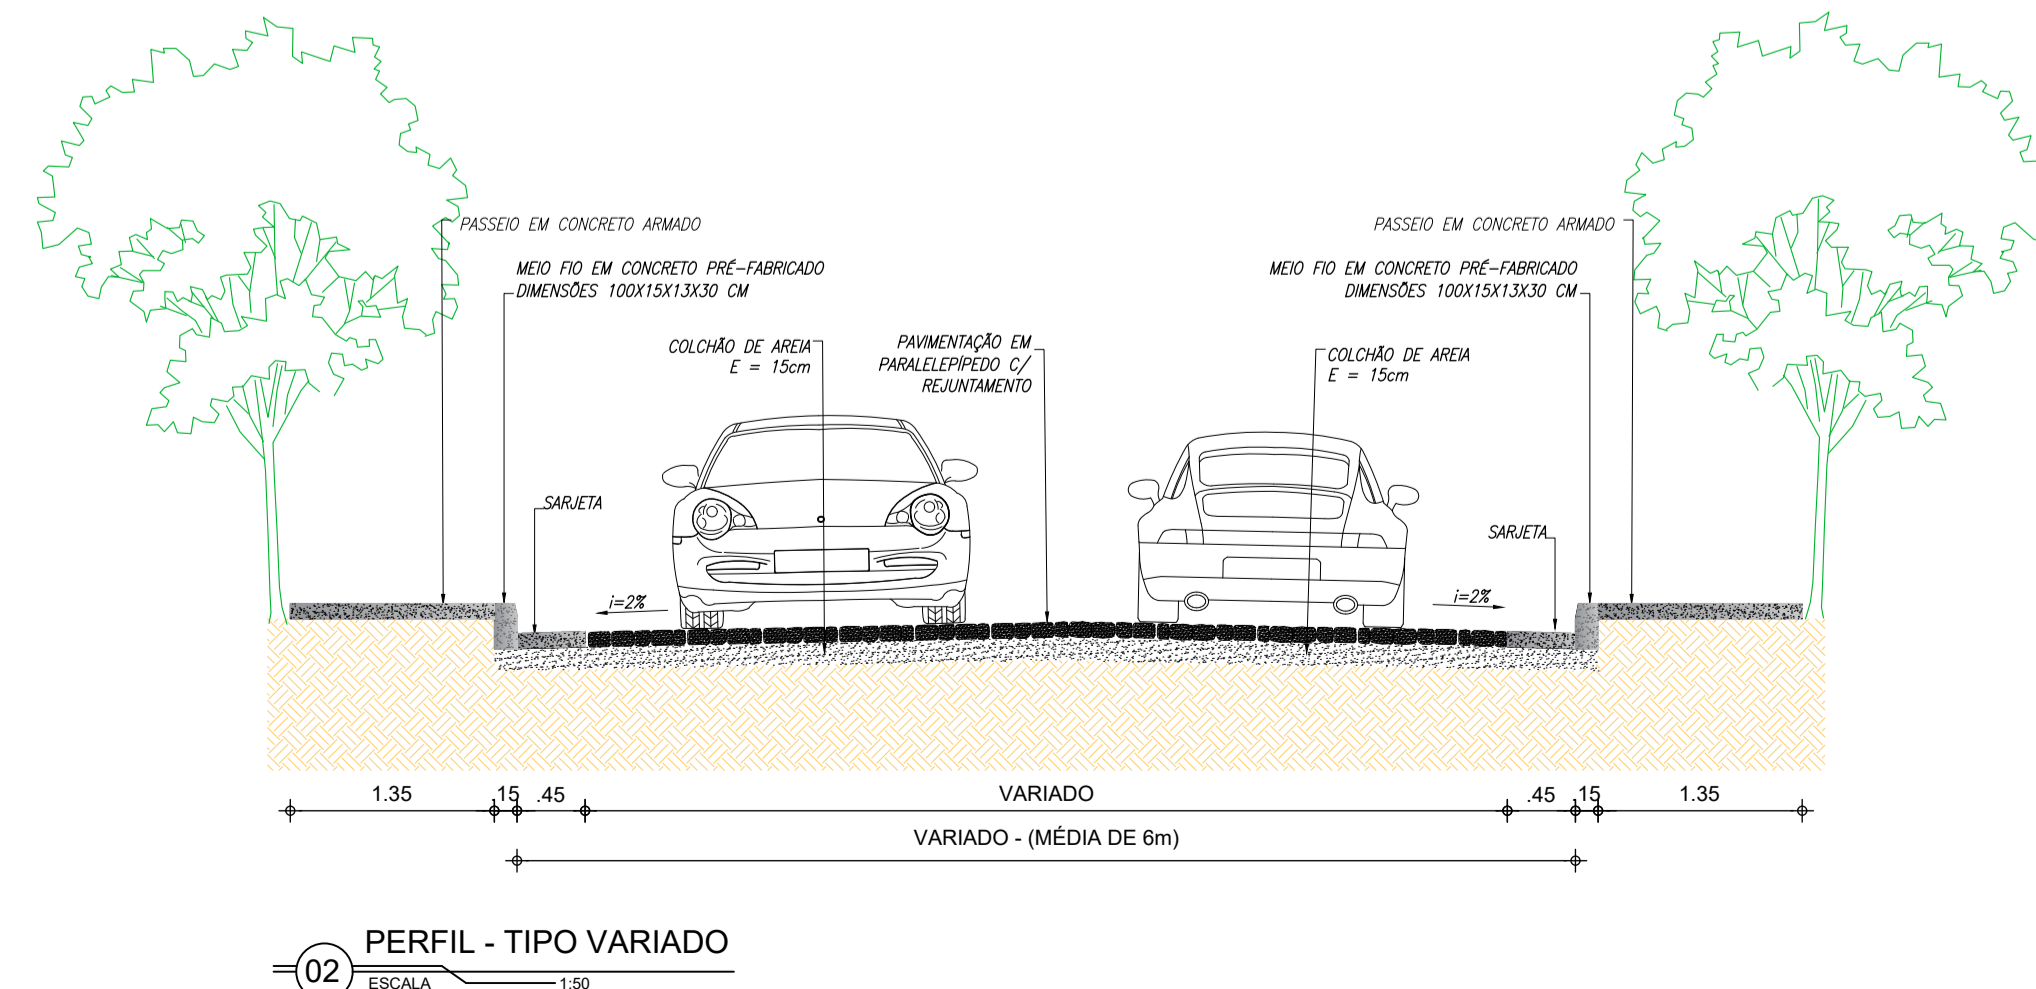 PASSEIO EM CONCRETO ARMADO
PASSEIO EM CONCRETO ARMADO
MEIO FIO EM CONCRETO PRÉ-FABRICADO
DIMENSÕES 100X15X13X30 CM
MEIO FIO EM CONCRETO PRÉ-FABRICADO
DIMENSÕES 100X15X13X30 CM
COLCHÃO DE AREIA
E = 15cm
PAVIMENTAÇÃO EM
PARALELEPÍPEDO C/
REJUNTAMENTO
COLCHÃO DE AREIA
E = 15cm
SARJETA
SARJETA
i=2%
i=2%
1.35 .15 .45 VARIADO .45 .15 1.35
VARIADO - (MÉDIA DE 6m)
02 PERFIL - TIPO VARIADO
ESCALA 1:50